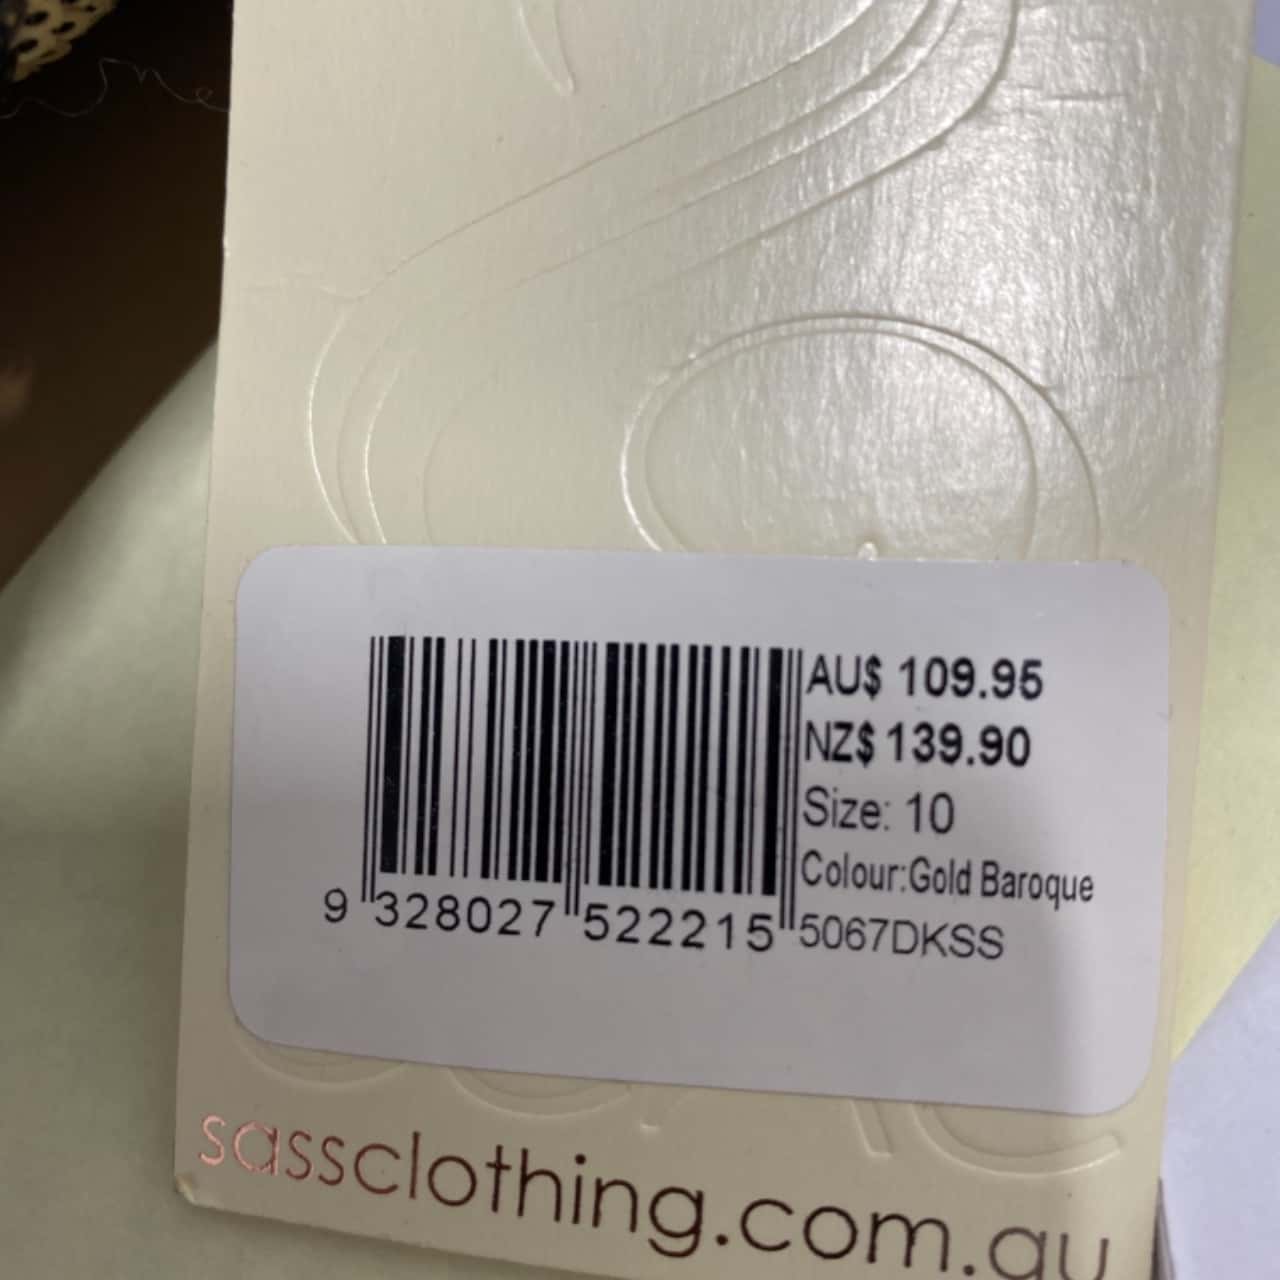 AU$ 109.95
NZ$ 139.90
Size: 10
Colour:Gold Baroque
9 328027 522215 5067DKSS
sassclothing.com.au